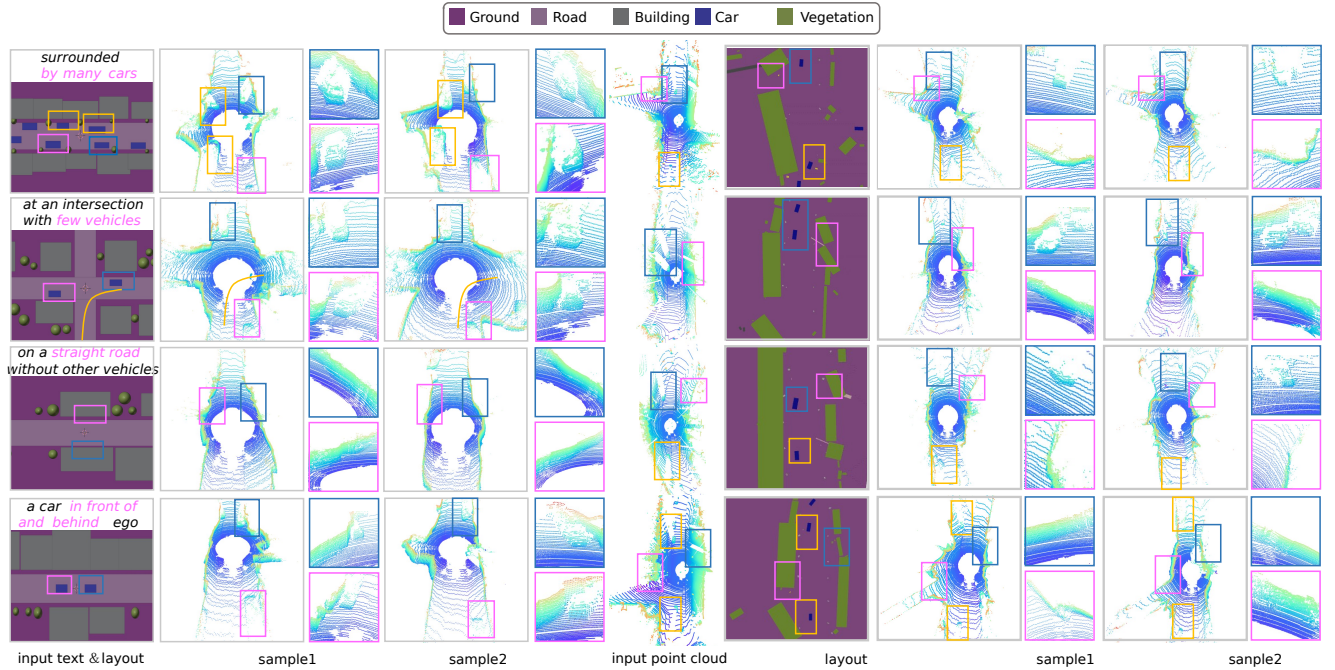 Ground Road Building Car Vegetation
surrounded
by many cars
at an intersection
with few vehicles
on a straight road
without other vehicles
a car in front of
and behind ego
input text & layout sample1 sample2 input point cloud layout sample1 sanple2